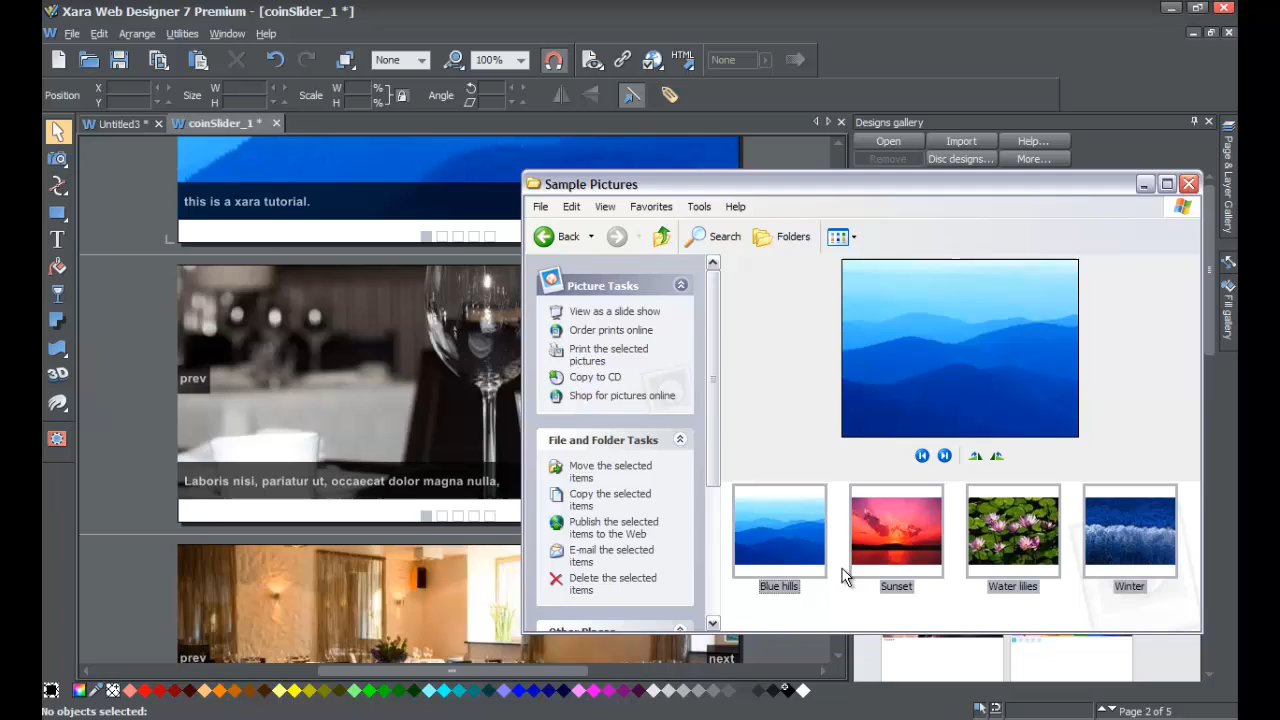 Xara Web Designer 7 Premium - [coinSlider_1 *]
File Edit Arrange Utilities Window Help
None 100% HTML None
Position X Y Size W H Scale W H % % Angle
Untitled3 * coinSlider_1 *
Designs gallery
Open Import Help...
Remove Disc designs... More...
Page & Layer Gallery
Fill gallery
this is a xara tutorial.
prev
Laboris nisi, pariatur ut, occaecat dolor magna nulla,
prev
next
Sample Pictures
File Edit View Favorites Tools Help
Back Search Folders
Picture Tasks
View as a slide show
Order prints online
Print the selected
pictures
Copy to CD
Shop for pictures online
File and Folder Tasks
Move the selected
items
Copy the selected
items
Publish the selected
items to the Web
E-mail the selected
items
Delete the selected
items
Other Places
Blue hills Sunset Water lilies Winter
T
3D
No objects selected:
Page 2 of 5